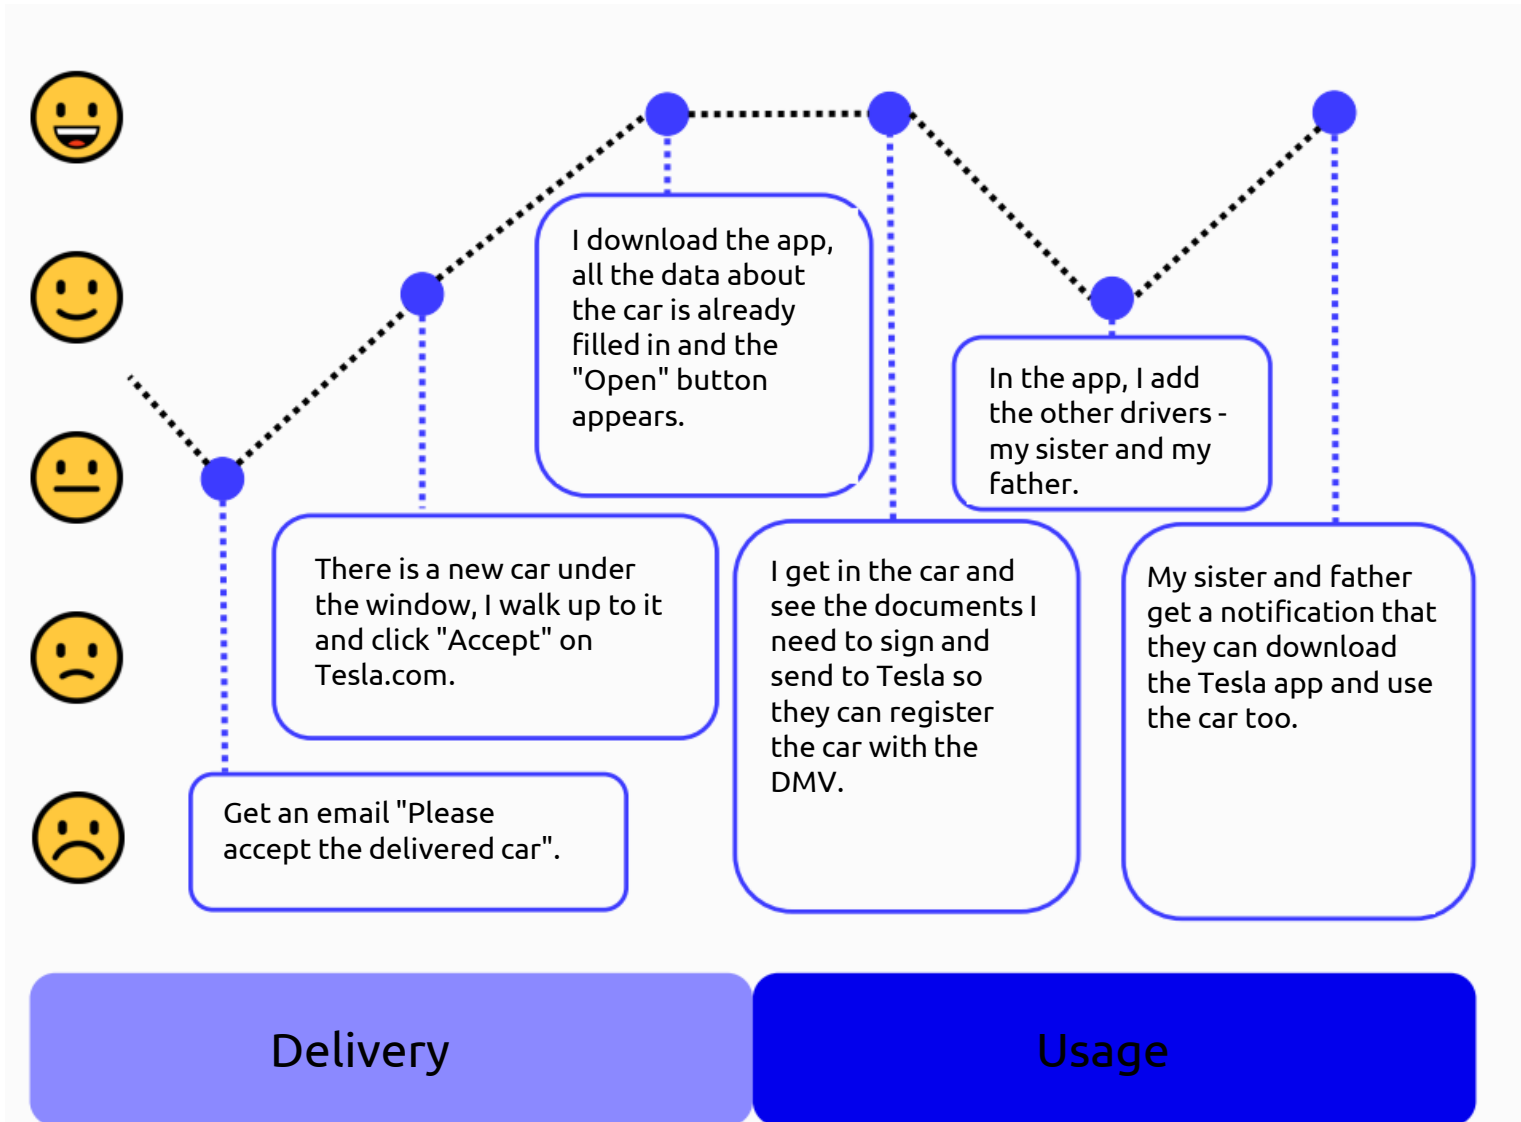 I download the app,
all the data about
the car is already
filled in and the
"Open" button
appears.
In the app, I add
the other drivers -
my sister and my
father.
There is a new car under
the window, I walk up to it
and click "Accept" on
Tesla.com.
I get in the car and
see the documents I
need to sign and
send to Tesla so
they can register
the car with the
DMV.
My sister and father
get a notification that
they can download
the Tesla app and use
the car too.
Get an email "Please
accept the delivered car".
Delivery
Usage